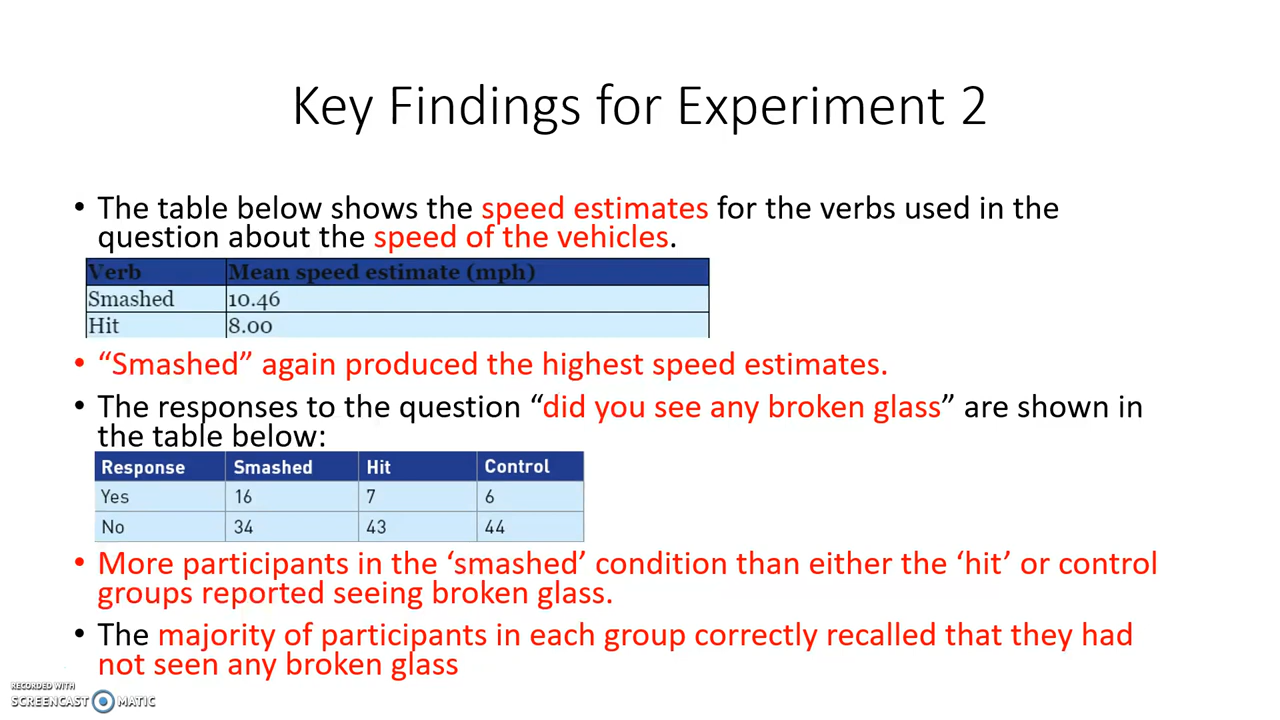 Key Findings for Experiment 2
• The table below shows the speed estimates for the verbs used in the
question about the speed of the vehicles.
Verb Mean speed estimate (mph)
Smashed 10.46
Hit 8.00
• “Smashed” again produced the highest speed estimates.
• The responses to the question “did you see any broken glass” are shown in
the table below:
Response Smashed Hit Control
Yes 16 7 6
No 34 43 44
• More participants in the ‘smashed’ condition than either the ‘hit’ or control
groups reported seeing broken glass.
• The majority of participants in each group correctly recalled that they had
not seen any broken glass
RECORDED WITH
SCREENCAST MATIC